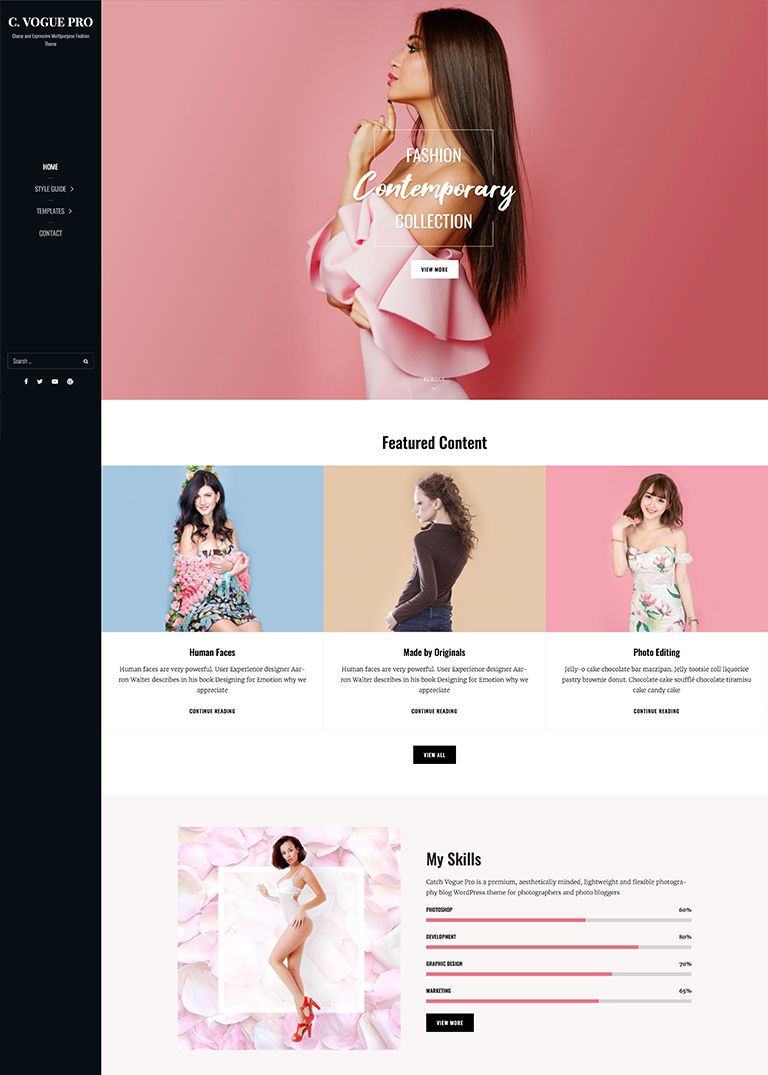 C. VOGUE PRO
Classy and Expressive Multipurpose Fashion
Theme
HOME
STYLE GUIDE
TEMPLATES
CONTACT
Search ...
FASHION
Contemporary
COLLECTION
VIEW MORE
SCROLL
Featured Content
Human Faces
Human faces are very powerful. User Experience designer Aar-
ron Walter describes in his book Designing for Emotion why we
appreciate
CONTINUE READING
Made by Originals
Human faces are very powerful. User Experience designer Aar-
ron Walter describes in his book Designing for Emotion why we
appreciate
CONTINUE READING
Photo Editing
Jelly-o cake chocolate bar marzipan. Jelly tootsie roll liquorice
pastry brownie donut. Chocolate cake soufflé chocolate tiramisu
cake candy cake
CONTINUE READING
VIEW ALL
My Skills
Catch Vogue Pro is a premium, aesthetically minded, lightweight and flexible photogra-
phy blog WordPress theme for photographers and photo bloggers
PHOTOSHOP 60%
DEVELOPMENT 80%
GRAPHIC DESIGN 70%
MARKETING 65%
VIEW MORE